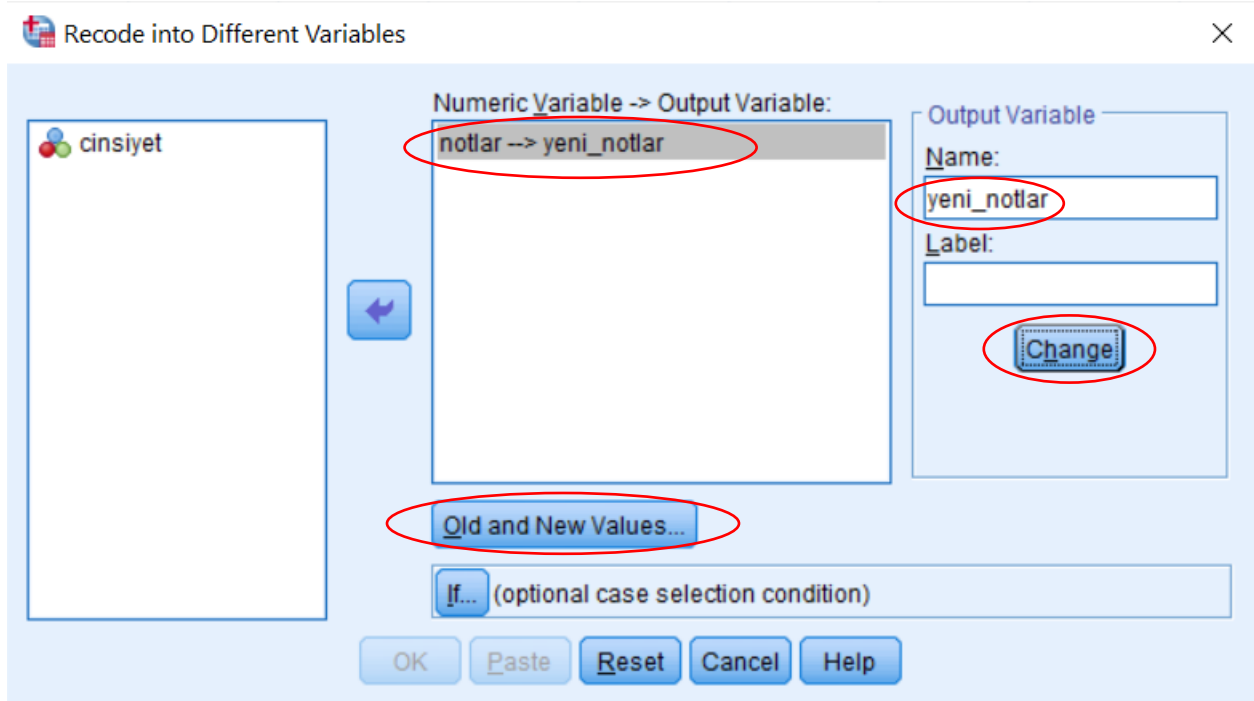 Recode into Different Variables
cinsiyet
Numeric Variable -> Output Variable:
notlar --> yeni_notlar
Output Variable
Name:
yeni_notlar
Label:
Change
Old and New Values...
If... (optional case selection condition)
OK Paste Reset Cancel Help